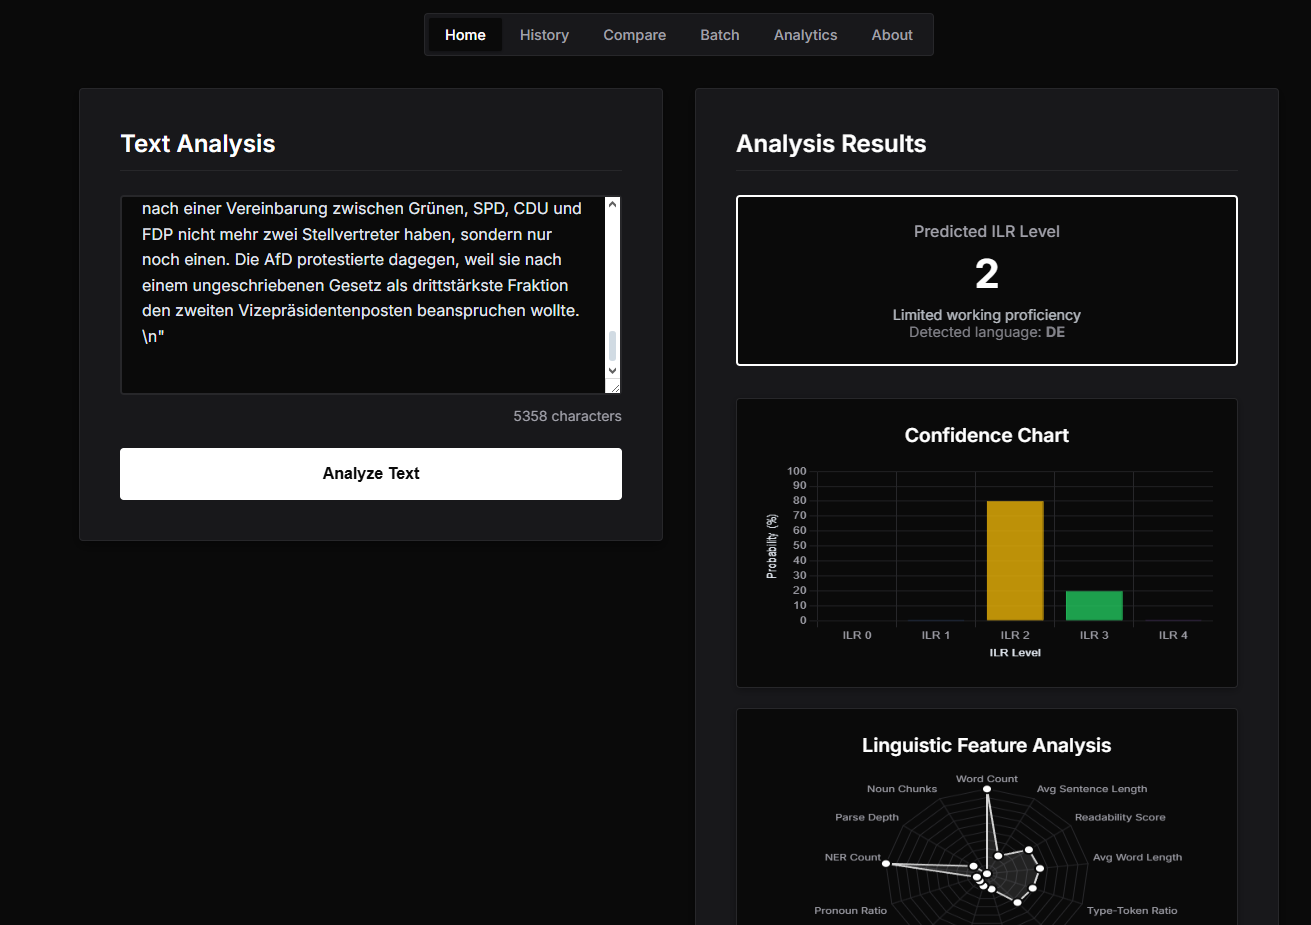 Home History Compare Batch Analytics About
Text Analysis
nach einer Vereinbarung zwischen Grünen, SPD, CDU und
FDP nicht mehr zwei Stellvertreter haben, sondern nur
noch einen. Die AfD protestierte dagegen, weil sie nach
einem ungeschriebenen Gesetz als drittstärkste Fraktion
den zweiten Vizepräsidentenposten beanspruchen wollte.
\n"
5358 characters
Analyze Text
Analysis Results
Predicted ILR Level
2
Limited working proficiency
Detected language: DE
Confidence Chart
100
90
80
70
60
50
40
30
20
10
0
Probability (%)
ILR 0 ILR 1 ILR 2 ILR 3 ILR 4
ILR Level
Linguistic Feature Analysis
Word Count
Noun Chunks Avg Sentence Length
Parse Depth Readability Score
NER Count Avg Word Length
Pronoun Ratio Type-Token Ratio